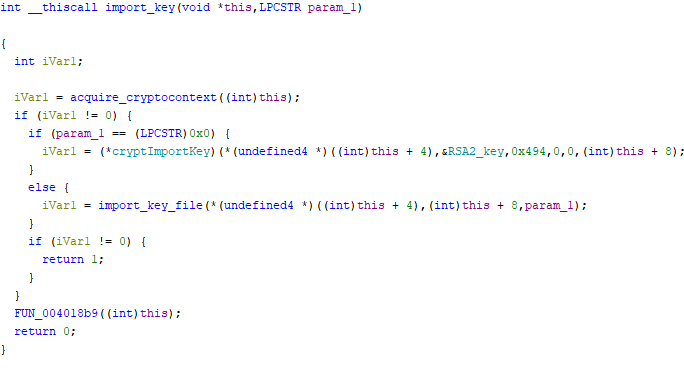 int __thiscall import_key(void *this,LPCSTR param_1)
{
int iVar1;
iVar1 = acquire_cryptocontext((int)this);
if (iVar1 != 0) {
if (param_1 == (LPCSTR)0x0) {
iVar1 = (*cryptImportKey)(*(undefined4 *)((int)this + 4),&RSA2_key,0x494,0,0,(int)this + 8);
}
else {
iVar1 = import_key_file(*(undefined4 *)((int)this + 4),(int)this + 8,param_1);
}
if (iVar1 != 0) {
return 1;
}
}
FUN_004018b9((int)this);
return 0;
}